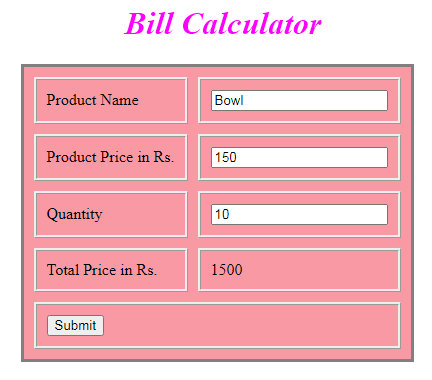 Bill Calculator
Product Name Bowl
Product Price in Rs. 150
Quantity 10
Total Price in Rs. 1500
Submit